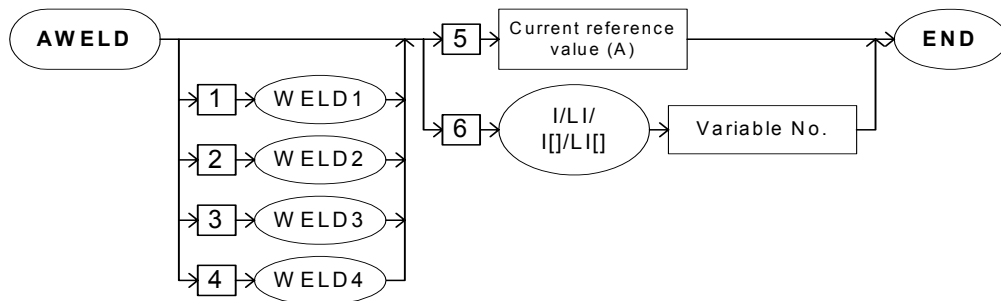 AWELD
1
WELD1
2
WELD2
3
WELD3
4
WELD4
5
Current reference
value (A)
6
I/LI/
I[]/LI[]
Variable No.
END